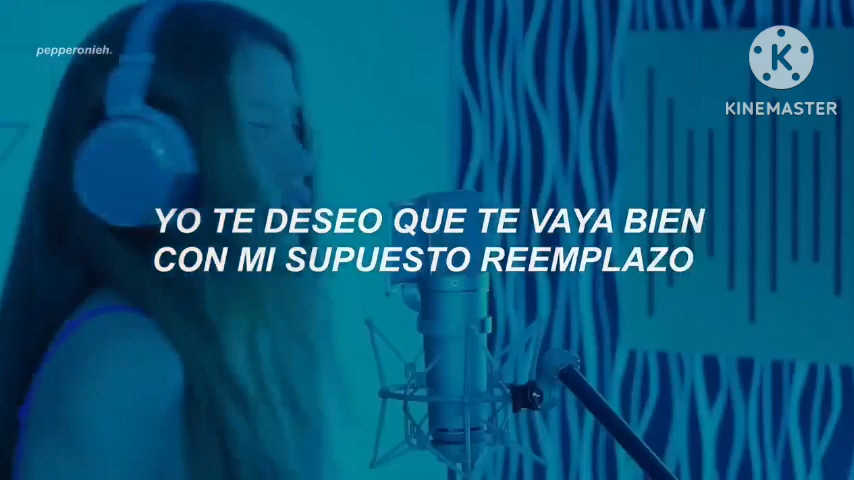 pepperonieh.
KINEMASTER
YO TE DESEO QUE TE VAYA BIEN
CON MI SUPUESTO REEMPLAZO